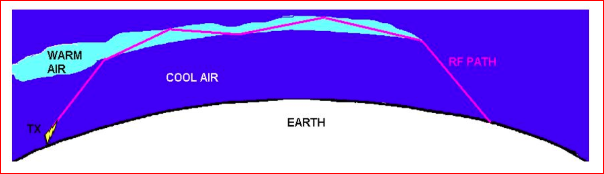 WARM
AIR
RF PATH
COOL AIR
TX
EARTH